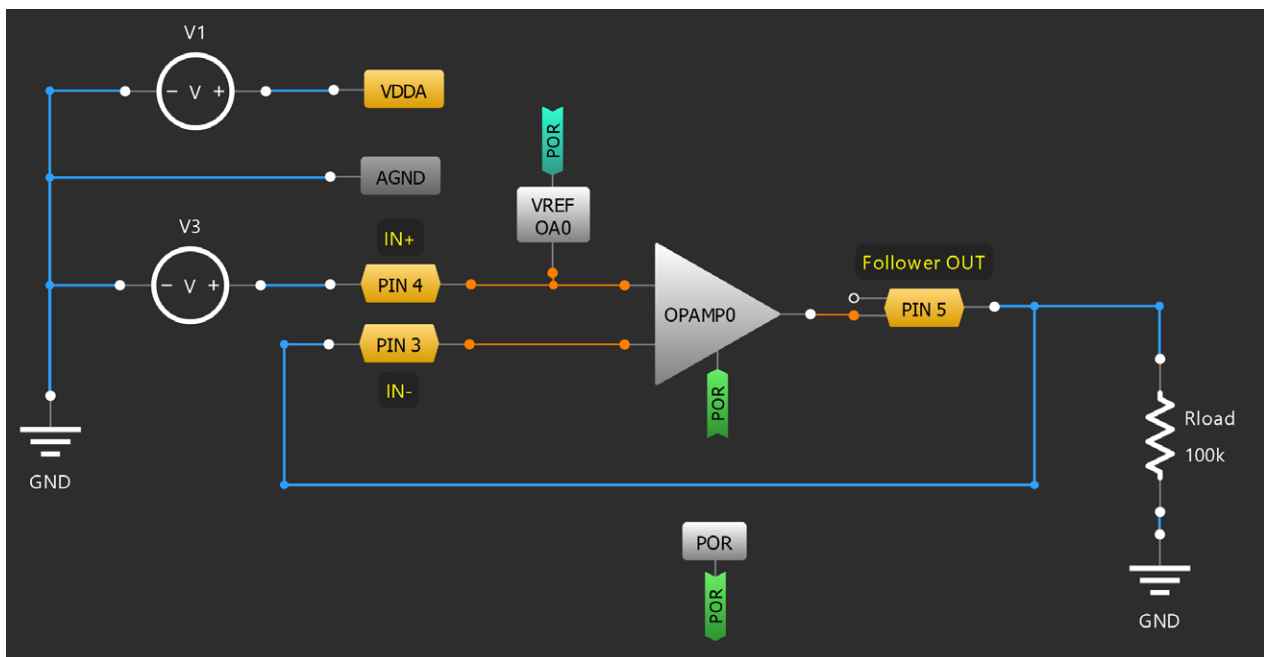 V1
− V +
VDDA
POR
AGND
VREF
OA0
V3
IN+
− V +
PIN 4
Follower OUT
OPAMP0
PIN 5
PIN 3
IN-
POR
Rload
100k
GND
POR
POR
GND